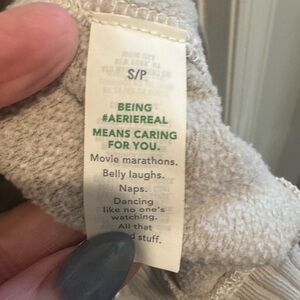 S/P
BEING
#AERIEREAL
MEANS CARING
FOR YOU.
Movie marathons.
Belly laughs.
Naps.
Dancing
like no one's
watching.
All that
stuff.